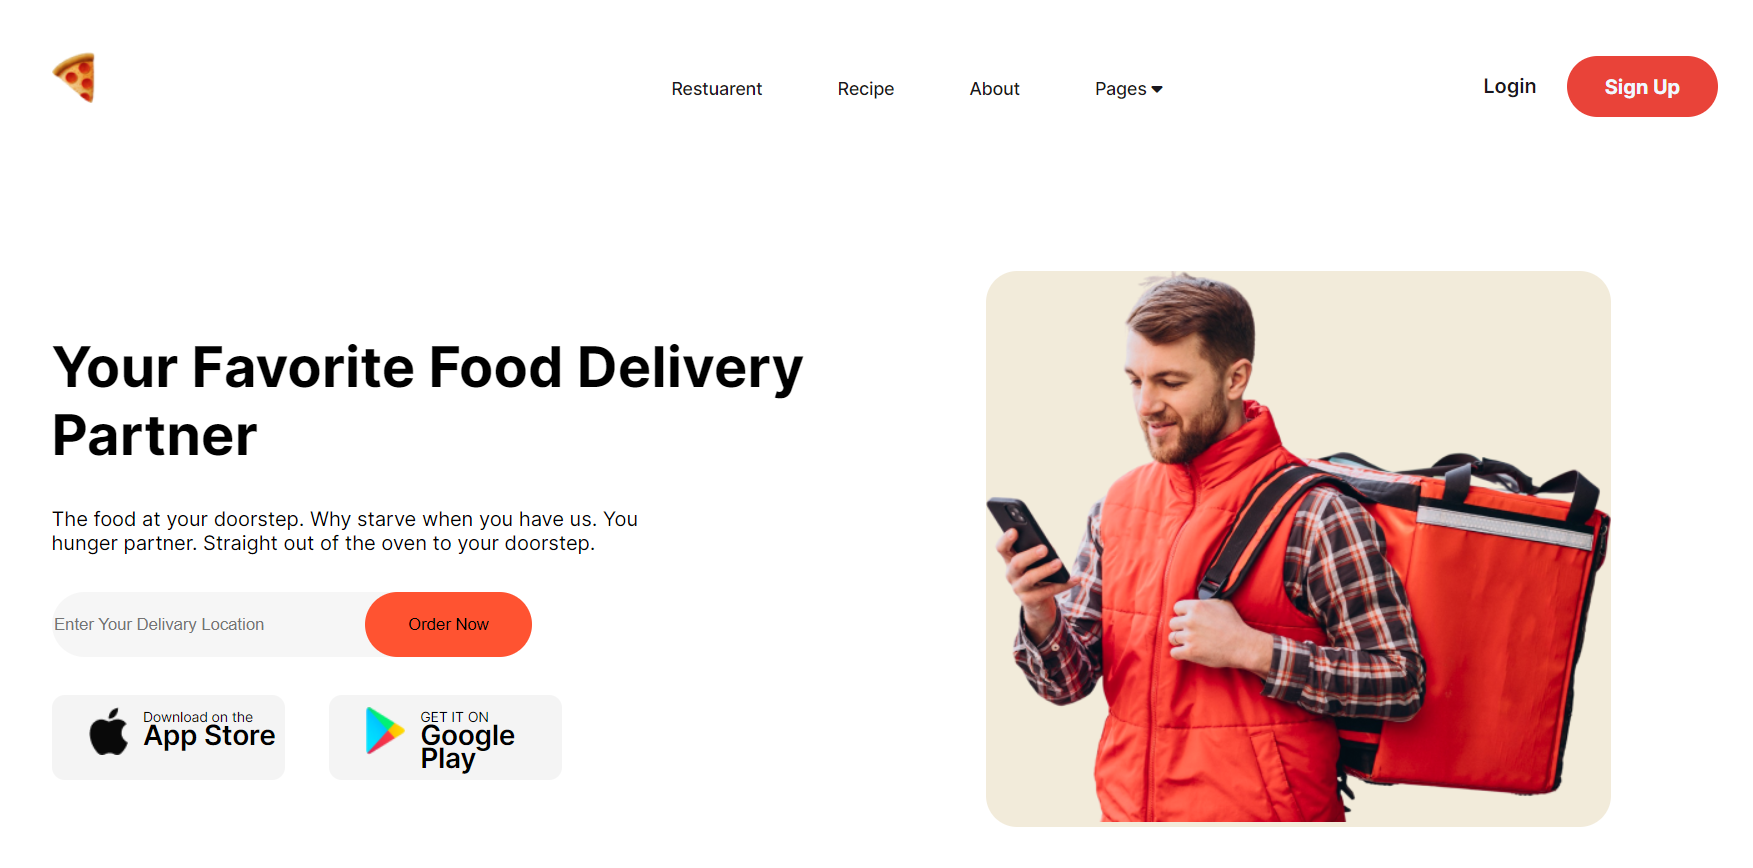 Restuarent
Recipe
About
Pages
Login
Sign Up
Your Favorite Food Delivery
Partner
The food at your doorstep. Why starve when you have us. You
hunger partner. Straight out of the oven to your doorstep.
Enter Your Delivary Location
Order Now
Download on the
App Store
GET IT ON
Google
Play